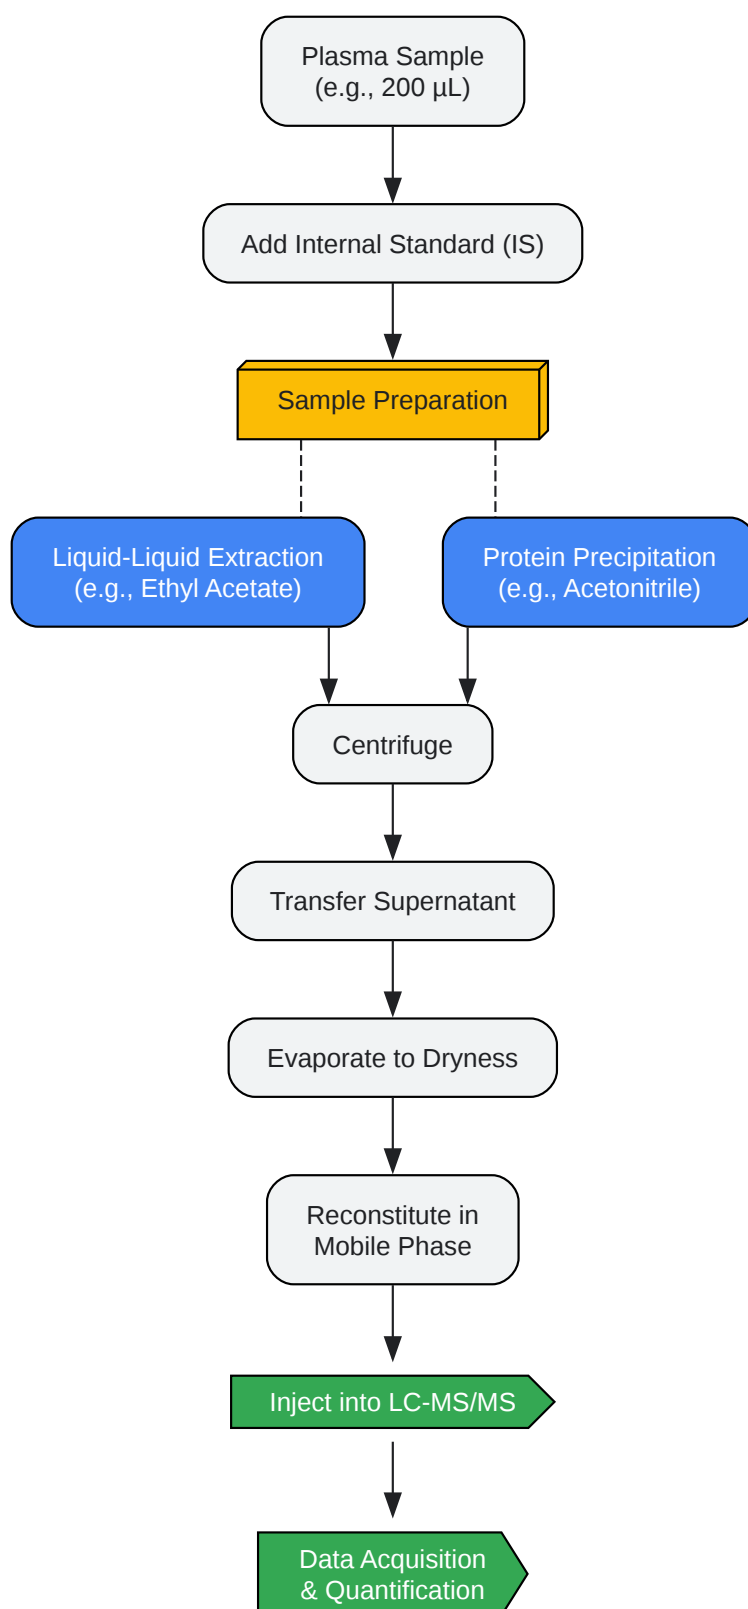 Plasma Sample
(e.g., 200 µL)
Add Internal Standard (IS)
Sample Preparation
Liquid-Liquid Extraction
(e.g., Ethyl Acetate)
Protein Precipitation
(e.g., Acetonitrile)
Centrifuge
Transfer Supernatant
Evaporate to Dryness
Reconstitute in
Mobile Phase
Inject into LC-MS/MS
Data Acquisition
& Quantification